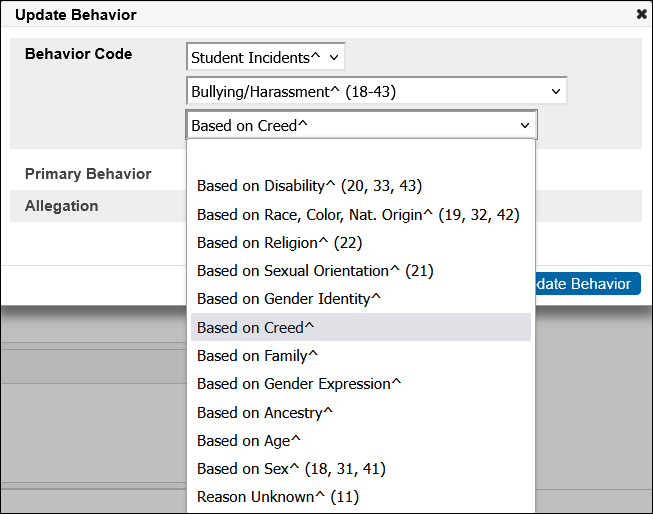 Update Behavior
Behavior Code
Student Incidents^
Bullying/Harassment^ (18-43)
Based on Creed^
Based on Disability^ (20, 33, 43)
Based on Race, Color, Nat. Origin^ (19, 32, 42)
Based on Religion^ (22)
Based on Sexual Orientation^ (21)
Based on Gender Identity^
Based on Creed^
Based on Family^
Based on Gender Expression^
Based on Ancestry^
Based on Age^
Based on Sex^ (18, 31, 41)
Reason Unknown^ (11)
Primary Behavior
Allegation
date Behavior